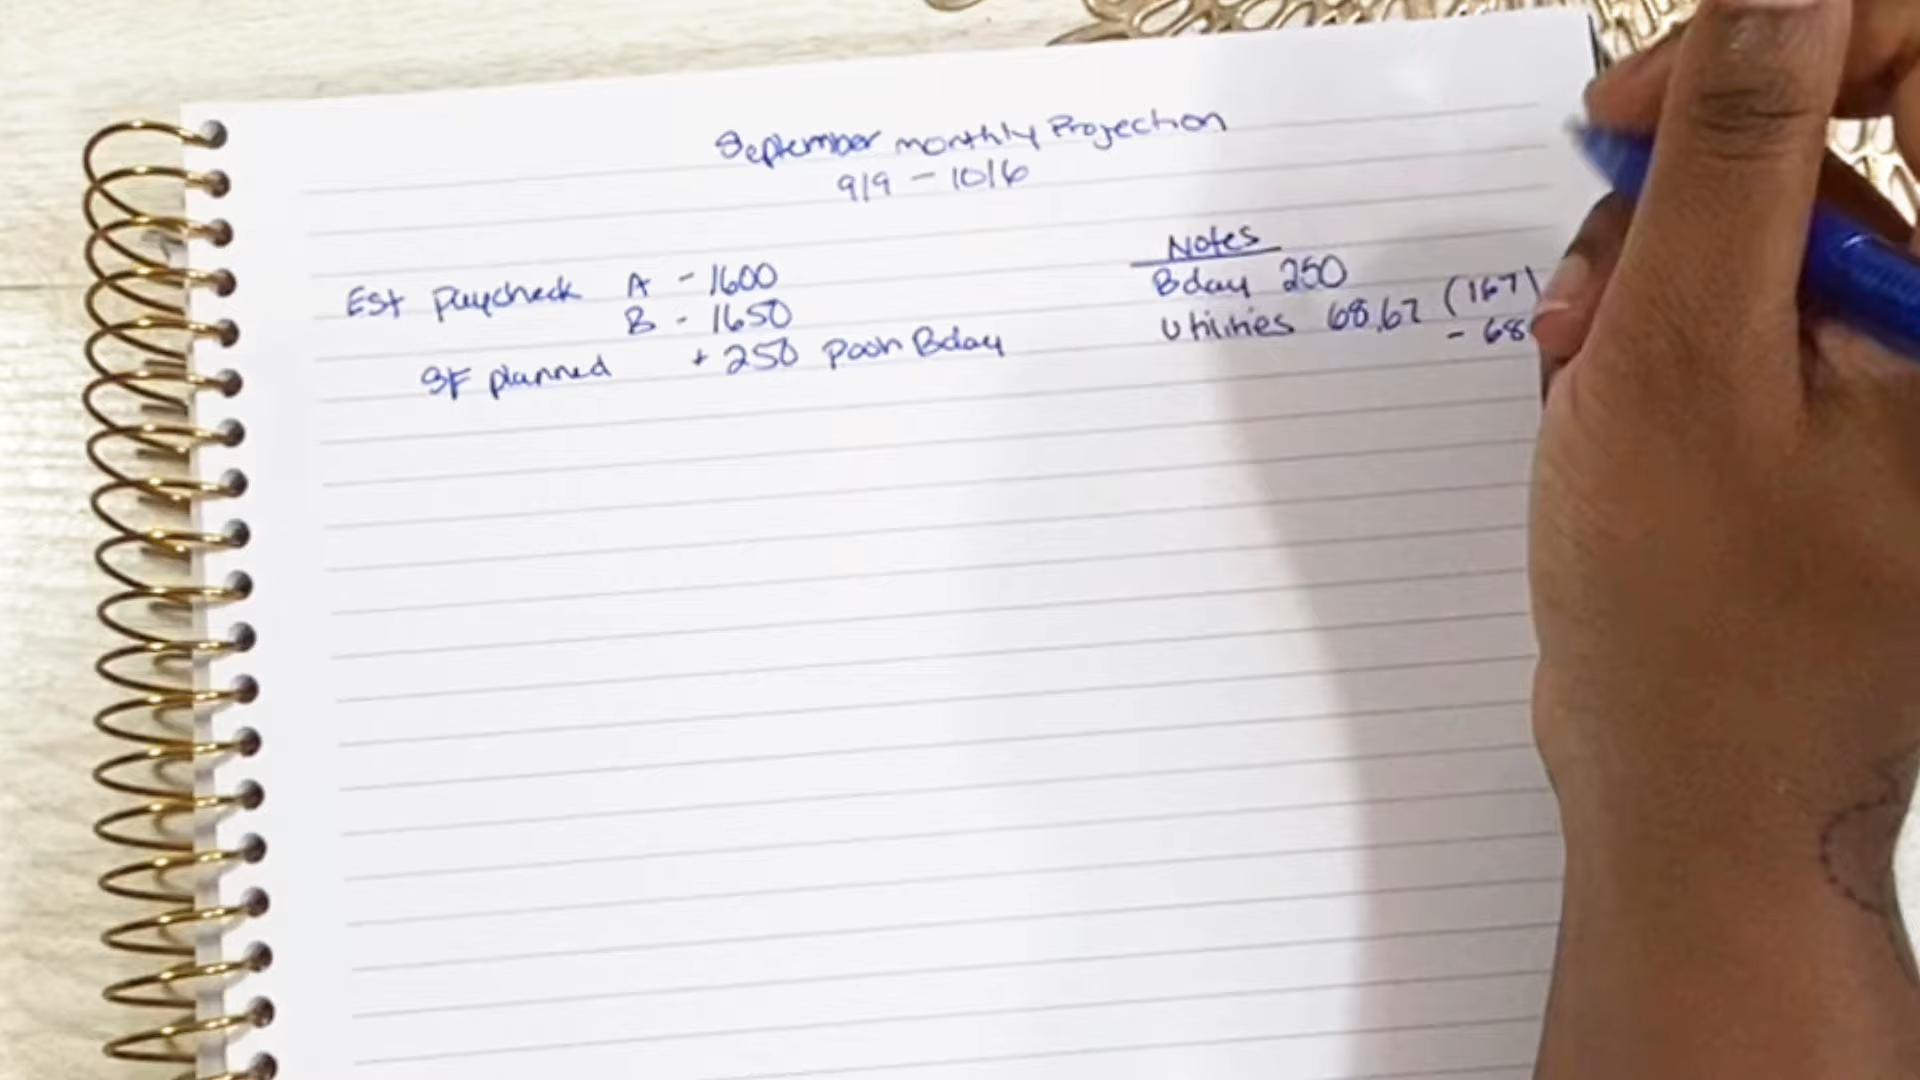 September monthly Projection
9/9 - 10/6
Est Paycheck A - 1600
B - 1650
SF planned + 250 Pooh Bday
Notes
Bday 250
Utilities 68.67 (167)
- 68